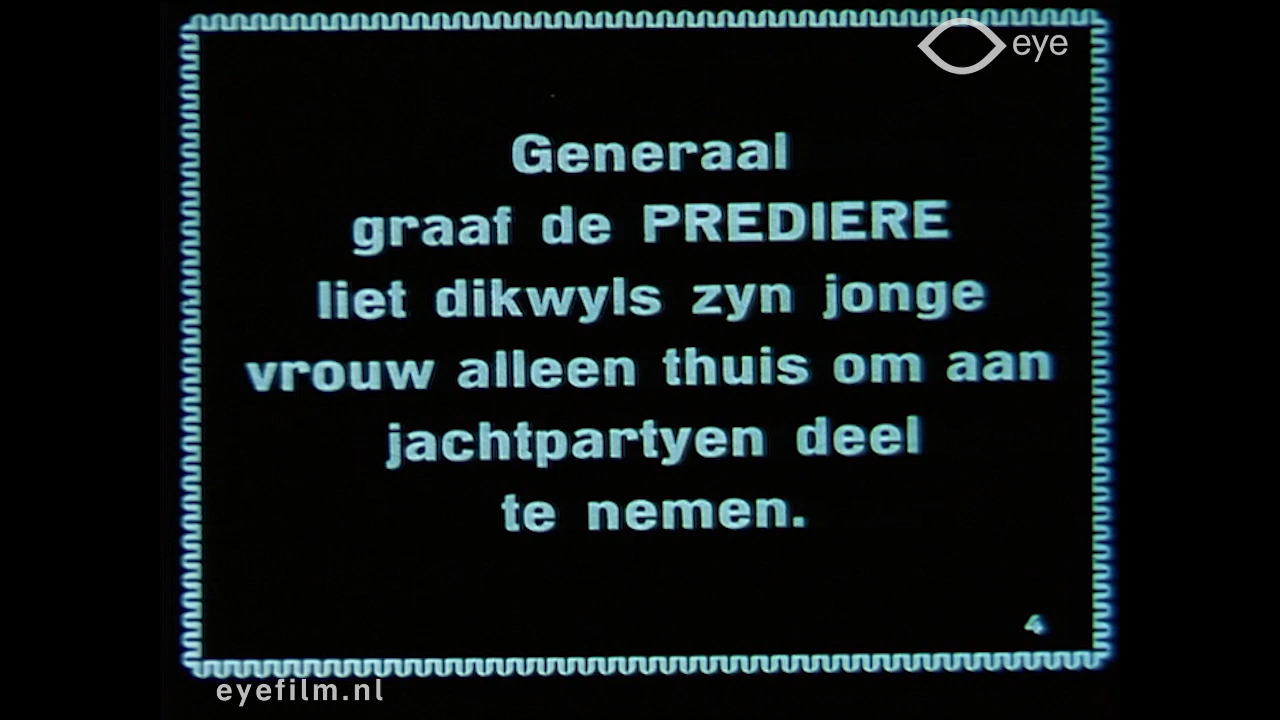 eye
Generaal
graaf de PREDIERE
liet dikwyls zyn jonge
vrouw alleen thuis om aan
jachtpartyen deel
te nemen.
4
eyefilm.nl